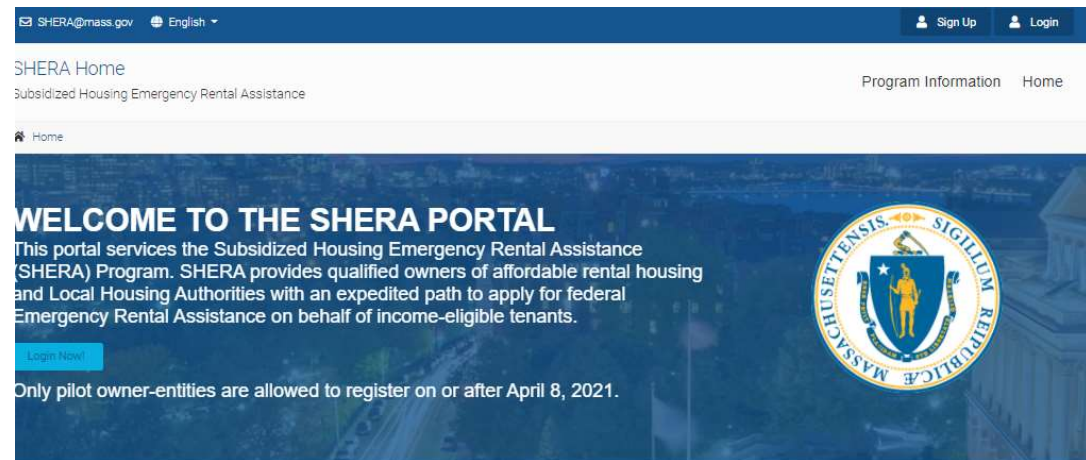 SHERA@mass.gov English Sign Up Login
SHERA Home
Subsidized Housing Emergency Rental Assistance
Program Information Home
Home
WELCOME TO THE SHERA PORTAL
This portal services the Subsidized Housing Emergency Rental Assistance
(SHERA) Program. SHERA provides qualified owners of affordable rental housing
and Local Housing Authorities with an expedited path to apply for federal
Emergency Rental Assistance on behalf of income-eligible tenants.
Login Now!
Only pilot owner-entities are allowed to register on or after April 8, 2021.
SIGILLUM REIPUBLICÆ MASSACHUSETTENSIS.